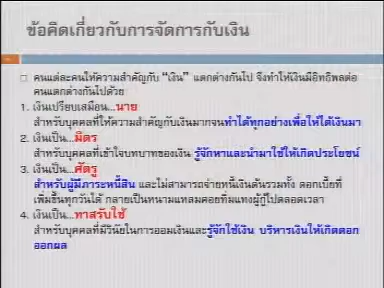 ข้อคิดเกี่ยวกับการจัดการกับเงิน
คนแต่ละคนให้ความสำคัญกับ “เงิน” แตกต่างกันไป จึงทำให้เงินมีอิทธิพลต่อ
คนแตกต่างกันไปด้วย
1. เงินเปรียบเสมือน...นาย
สำหรับบุคคลที่ให้ความสำคัญกับเงินมากจนทำได้ทุกอย่างเพื่อให้ได้เงินมา
2. เงินเป็น...มิตร
สำหรับบุคคลที่เข้าใจบทบาทของเงิน รู้จักหาและนำมาใช้ให้เกิดประโยชน์
3. เงินเป็น...ศัตรู
สำหรับผู้มีภาระหนี้สิน และไม่สามารถจ่ายหนี้เงินต้นรวมทั้ง ดอกเบี้ยที่
เพิ่มขึ้นทุกวันได้ กลายเป็นหนามแหลมคอยทิ่มแทงผู้กู้ไปตลอดเวลา
4. เงินเป็น...ทาสรับใช้
สำหรับบุคคลที่มีวินัยในการออมเงินและรู้จักใช้เงิน บริหารเงินให้เกิดดอก
ออกผล